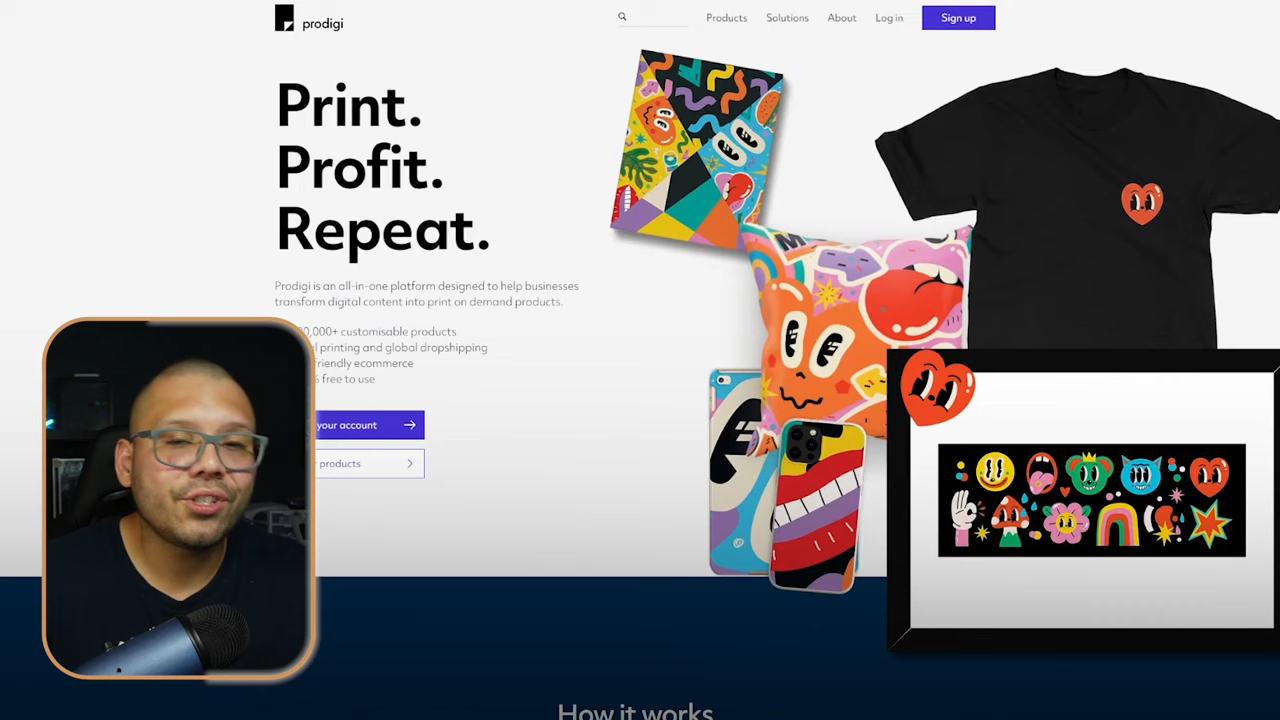 prodigi
Products
Solutions
About
Log in
Sign up
Print.
Profit.
Repeat.
Prodigi is an all-in-one platform designed to help businesses
transform digital content into print on demand products.
customisable products
printing and global dropshipping
friendly ecommerce
free to use
your account
products
How it works